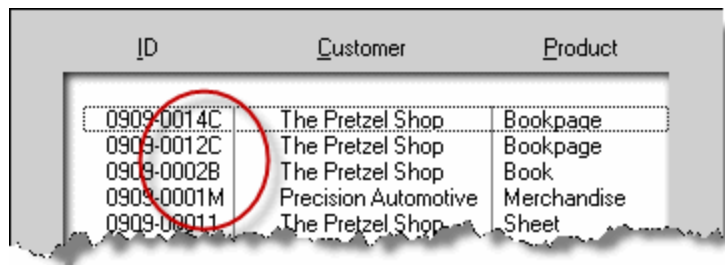 ID Customer Product
0909-0014C The Pretzel Shop Bookpage
0909-0012C The Pretzel Shop Bookpage
0909-0002B The Pretzel Shop Book
0909-0001M Precision Automotive Merchandise
0909-00011 The Pretzel Shop Sheet